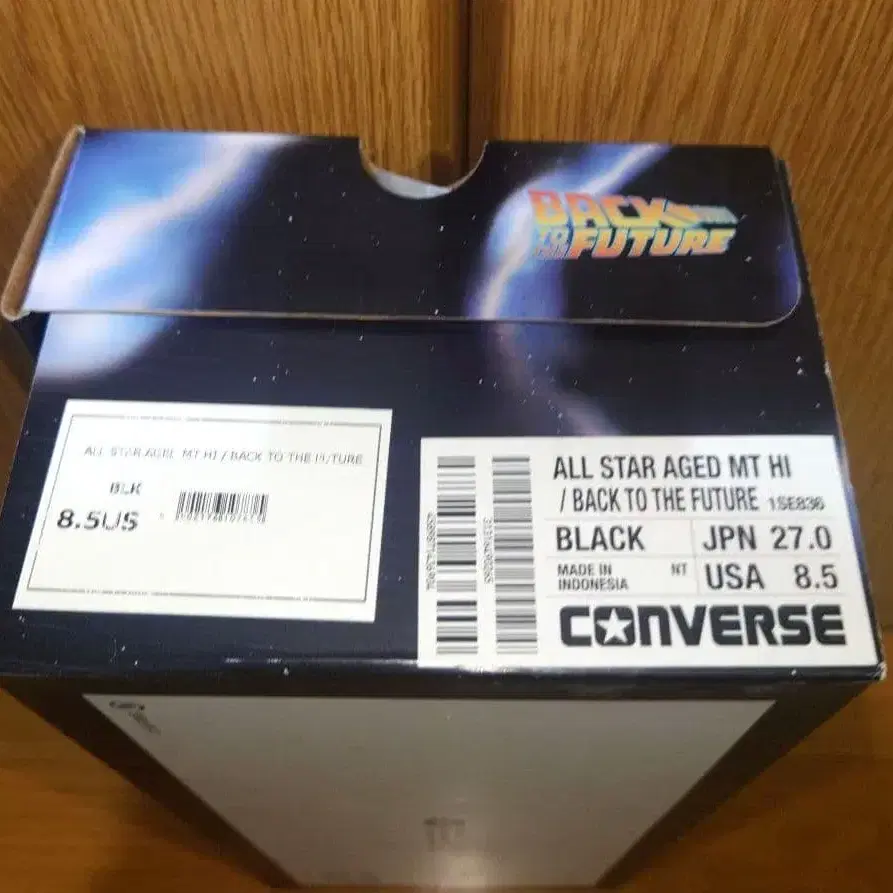 BACK
TO THE FUTURE
ALL STAR AGED MT HI / BACK TO THE FUTURE
BLK
8.5US
ALL STAR AGED MT HI
/ BACK TO THE FUTURE 1SE836
BLACK JPN 27.0
MADE IN INDONESIA NT USA 8.5
CONVERSE